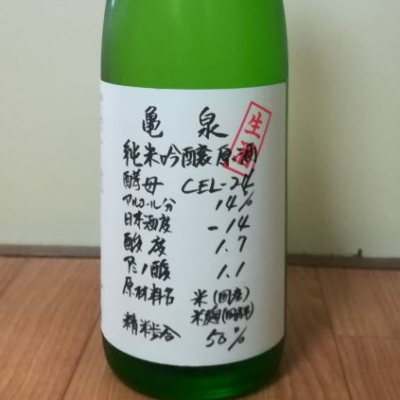 亀泉
生酒
純米吟醸原酒
酵母 CEL-24
アルコール分 14%
日本酒度 -14
酸度 1.7
アミノ酸 1.1
原材料名 米(国産)
米麹(国産米)
精米歩合 50%